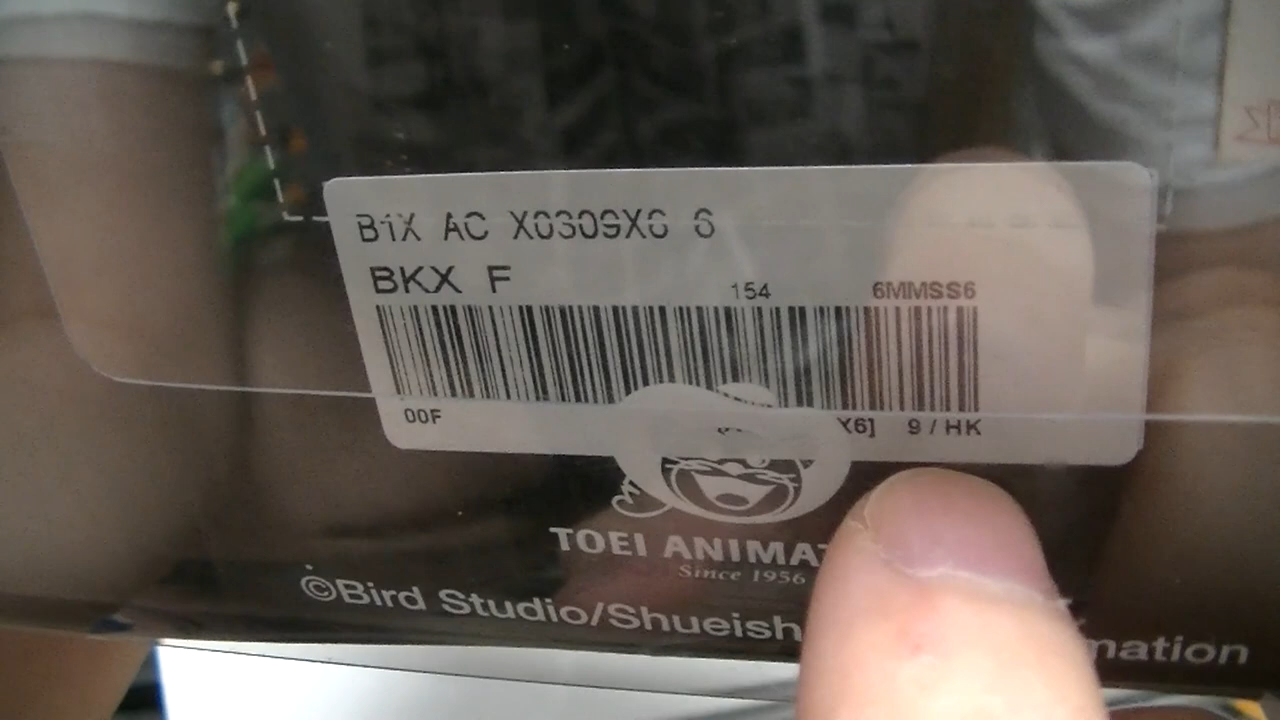 B1X AC X0309X6 6
BKX F
154 6MMSS6
00F X6] 9 / HK
TOEI ANIMAT
Since 1956
©Bird Studio/Shueish mation